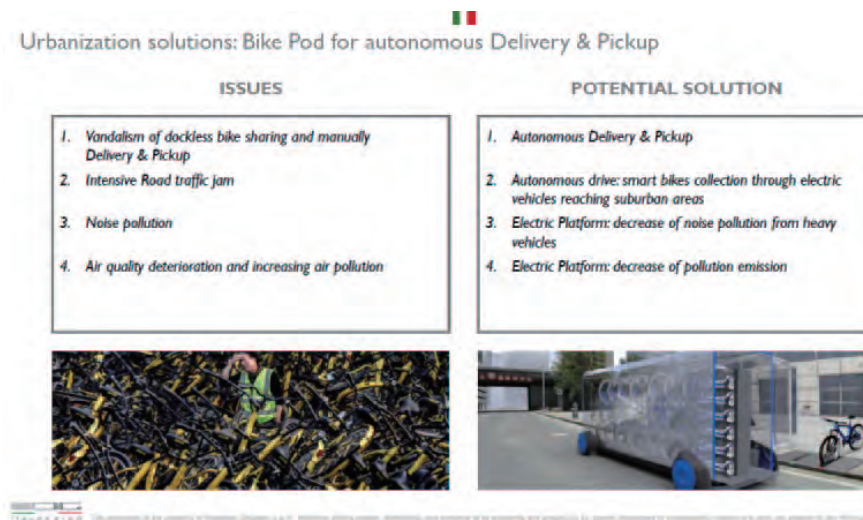 Urbanization solutions: Bike Pod for autonomous Delivery & Pickup
ISSUES
1. Vandalism of dockless bike sharing and manually
Delivery & Pickup
2. Intensive Road traffic jam
3. Noise pollution
4. Air quality deterioration and increasing air pollution
POTENTIAL SOLUTION
1. Autonomous Delivery & Pickup
2. Autonomous drive: smart bikes collection through electric
vehicles reaching suburban areas
3. Electric Platform: decrease of noise pollution from heavy
vehicles
4. Electric Platform: decrease of pollution emission